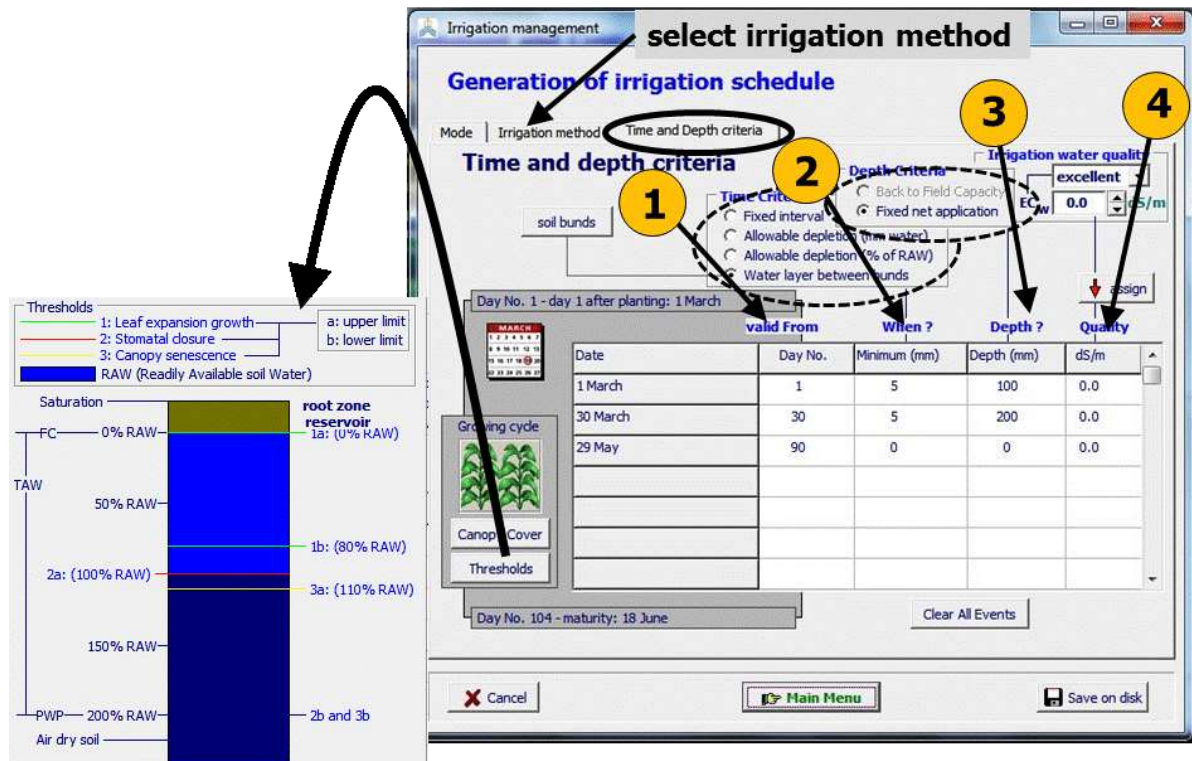 Irrigation management
select irrigation method
Generation of irrigation schedule
Mode
Irrigation method
Time and Depth criteria
3
4
Time and depth criteria
2
1
Irrigation water quality
excellent
ECw 0.0 dS/m
assign
Depth Criteria
Back to Field Capacity
Fixed net application
Time Criteria
Fixed interval
Allowable depletion (mm water)
Allowable depletion (% of RAW)
Water layer between bunds
soil bunds
Day No. 1 - day 1 after planting: 1 March
MARCH
valid From When ? Depth ? Quality
Date Day No. Minimum (mm) Depth (mm) dS/m
1 March 1 5 100 0.0
30 March 30 5 200 0.0
29 May 90 0 0 0.0
Growing cycle
Canopy Cover
Thresholds
Day No. 104 - maturity: 18 June
Clear All Events
Cancel
Main Menu
Save on disk
Thresholds
1: Leaf expansion growth
2: Stomatal closure
3: Canopy senescence
RAW (Readily Available soil Water)
a: upper limit
b: lower limit
Saturation
root zone
reservoir
FC 0% RAW
1a: (0% RAW)
TAW
50% RAW
1b: (80% RAW)
2a: (100% RAW)
3a: (110% RAW)
150% RAW
PWP 200% RAW
2b and 3b
Air dry soil